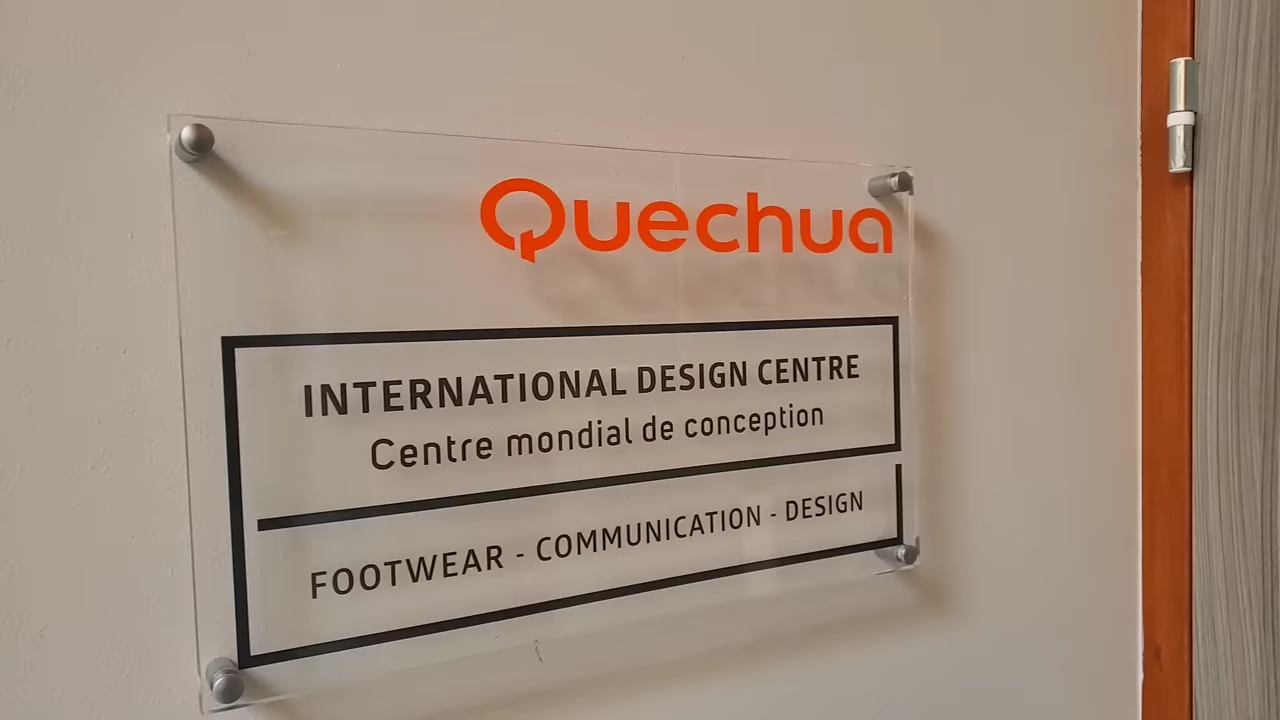 Quechua
INTERNATIONAL DESIGN CENTRE
Centre mondial de conception
FOOTWEAR - COMMUNICATION - DESIGN